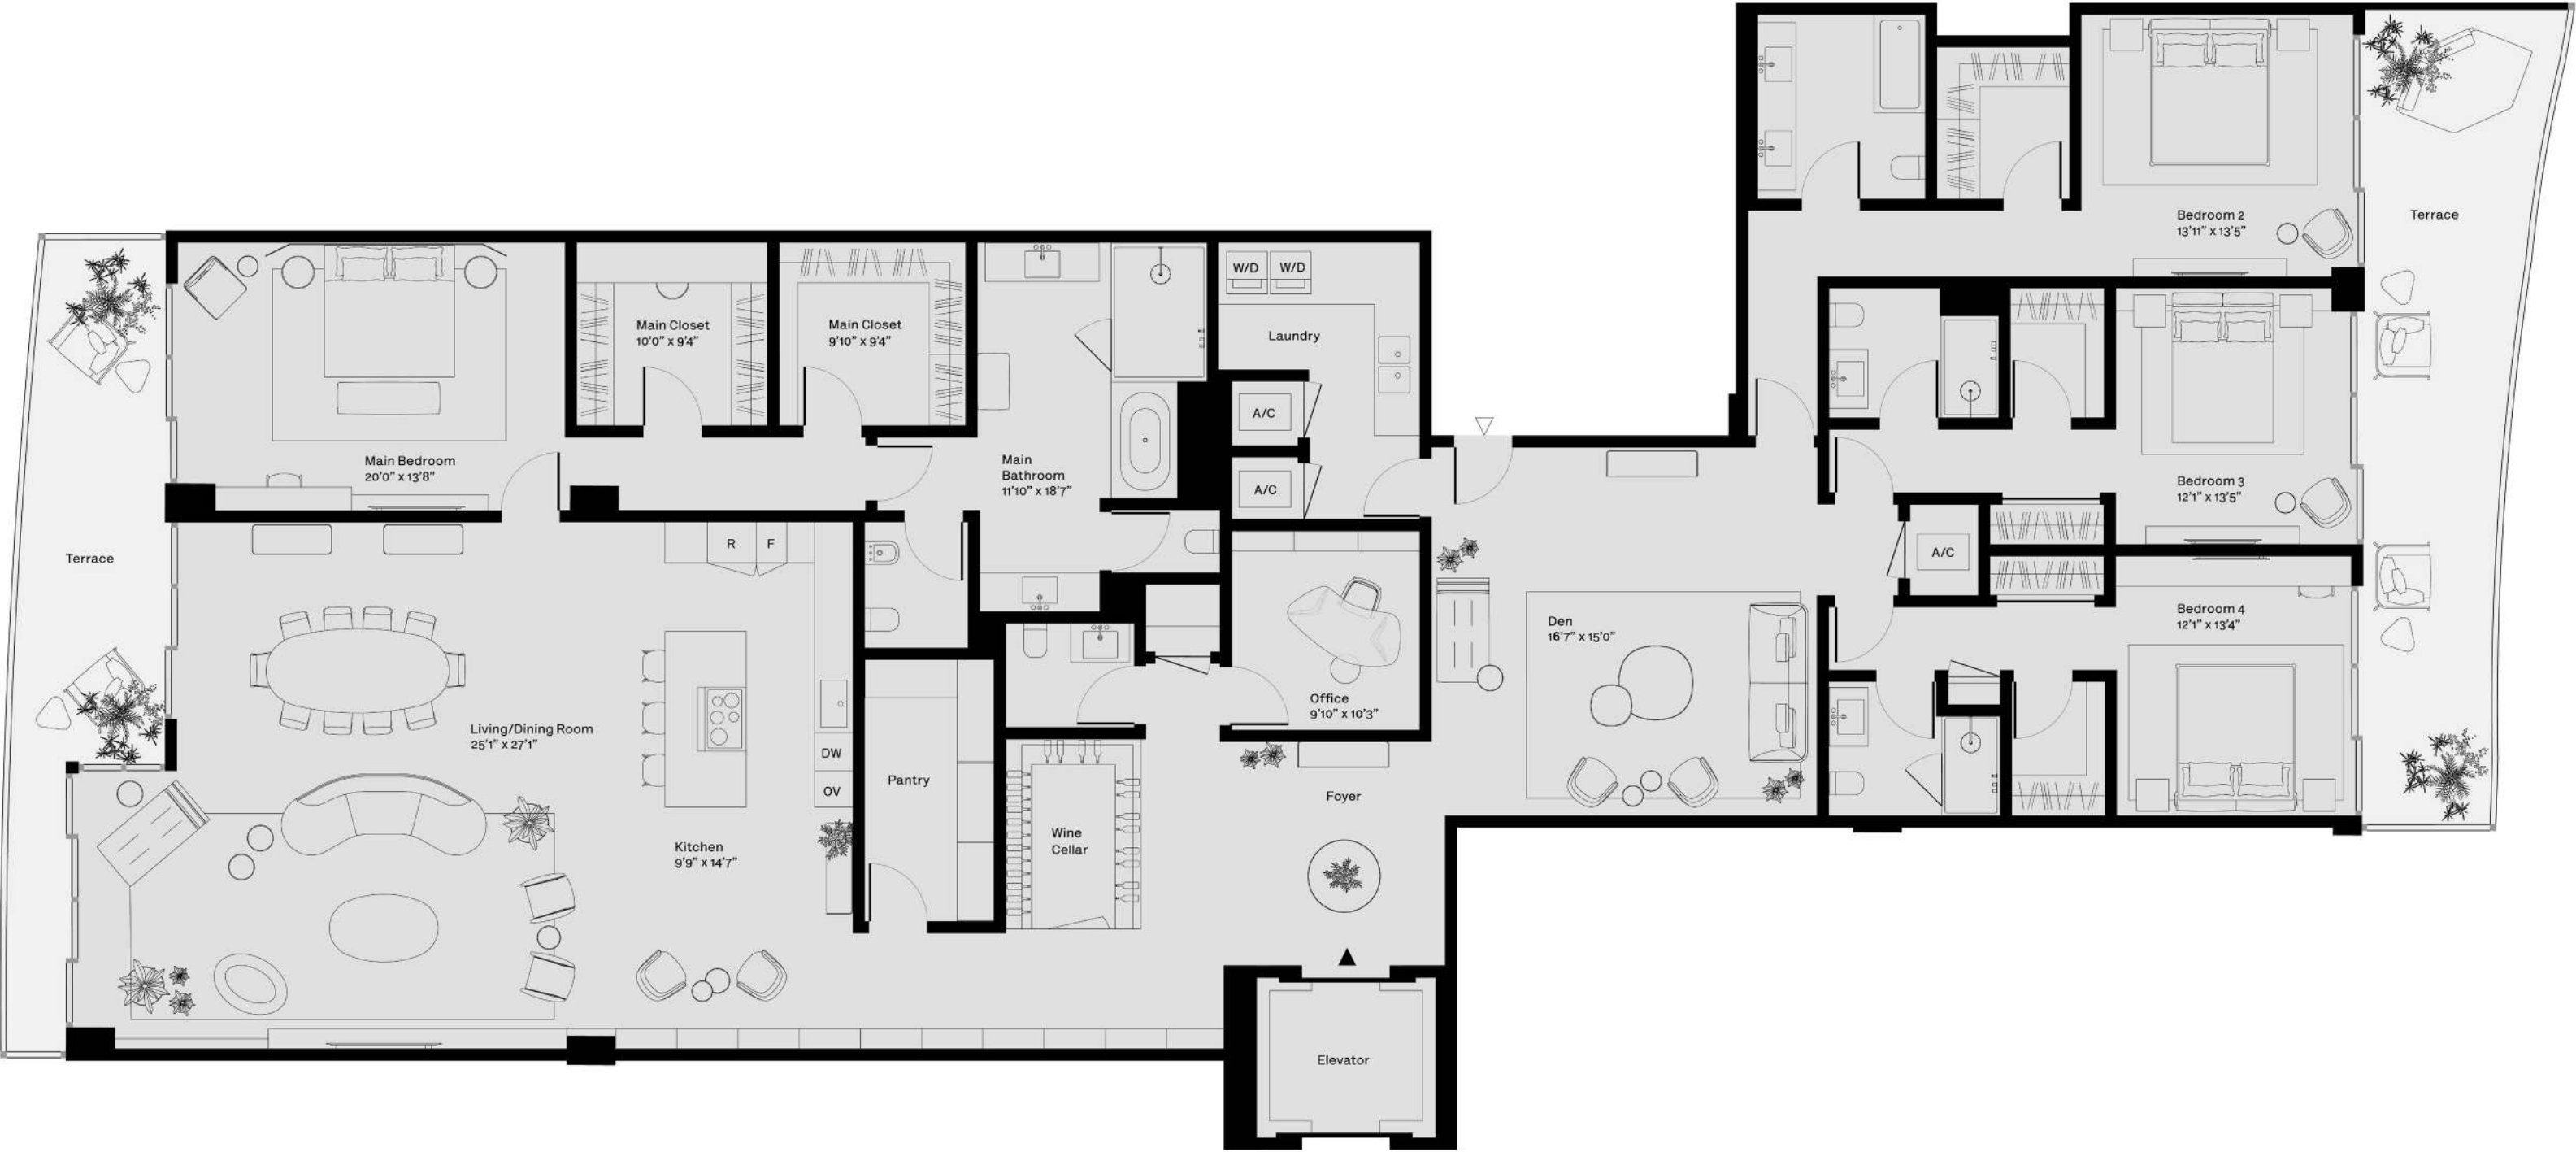 Bedroom 2
13'11" x 13'5"
Terrace
W/D
W/D
Main Closet
10'0" x 9'4"
Main Closet
9'10" x 9'4"
Laundry
A/C
Main Bedroom
20'0" x 13'8"
Main
Bathroom
11'10" x 18'7"
A/C
Bedroom 3
12'1" x 13'5"
Terrace
R
F
A/C
Den
16'7" x 15'0"
Bedroom 4
12'1" x 13'4"
Office
9'10" x 10'3"
Living/Dining Room
25'1" x 27'1"
DW
OV
Pantry
Foyer
Wine
Cellar
Kitchen
9'9" x 14'7"
Elevator